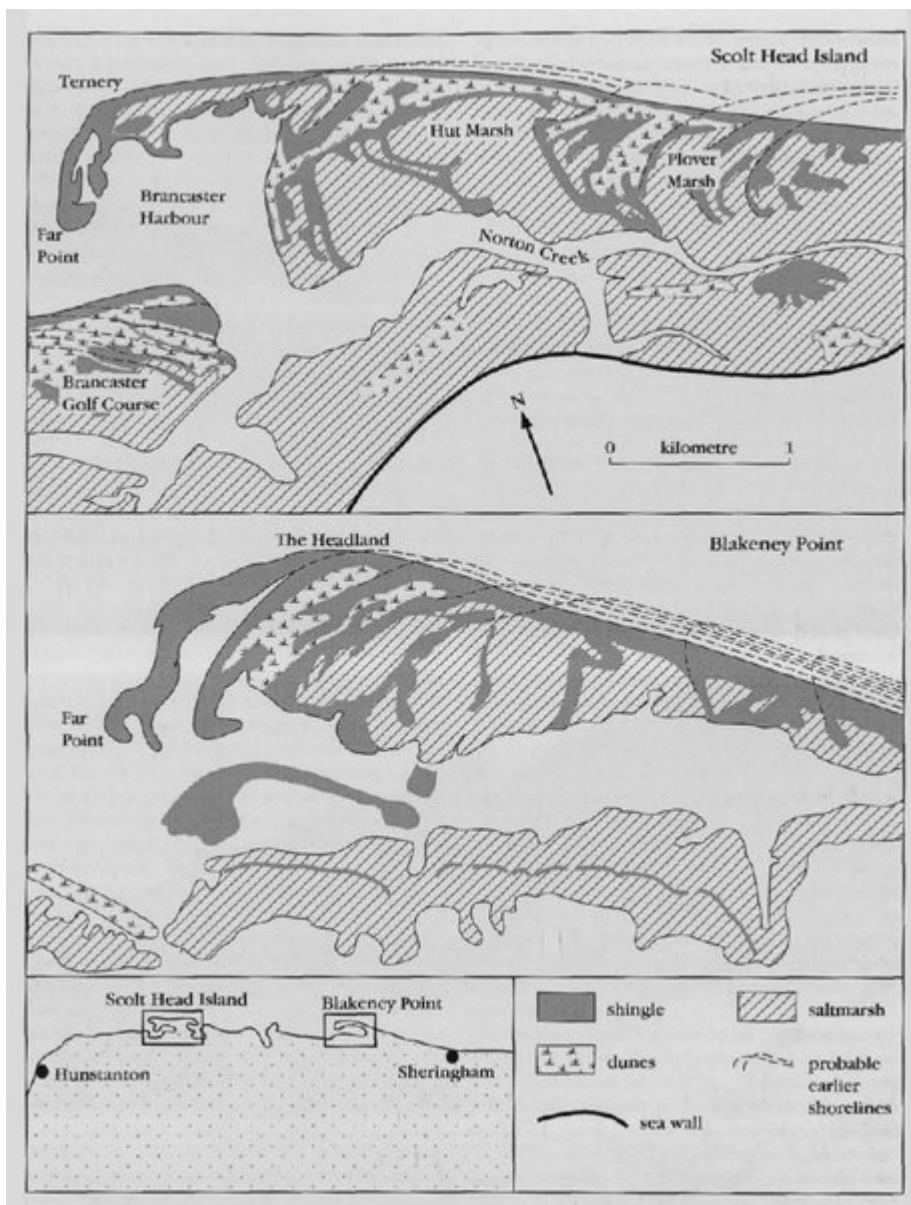 Scolt Head Island
Ternery
Hut Marsh
Plover
Marsh
Brancaster
Harbour
Far
Point
Norton Creek
Brancaster
Golf Course
N
0 kilometre 1
The Headland
Blakeney Point
Far
Point
Scolt Head Island
Blakeney Point
Hunstanton
Sheringham
shingle
saltmarsh
dunes
probable
earlier
shorelines
sea wall